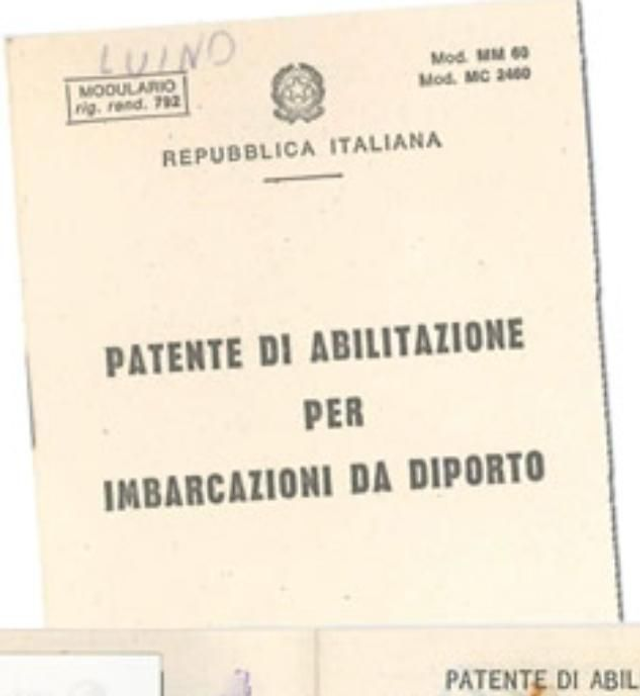 LUINO
MODULARIO
rig. rend. 792
Mod. MM 60
Mod. MC 2460
REPUBBLICA ITALIANA
PATENTE DI ABILITAZIONE
PER
IMBARCAZIONI DA DIPORTO
PATENTE DI ABIL